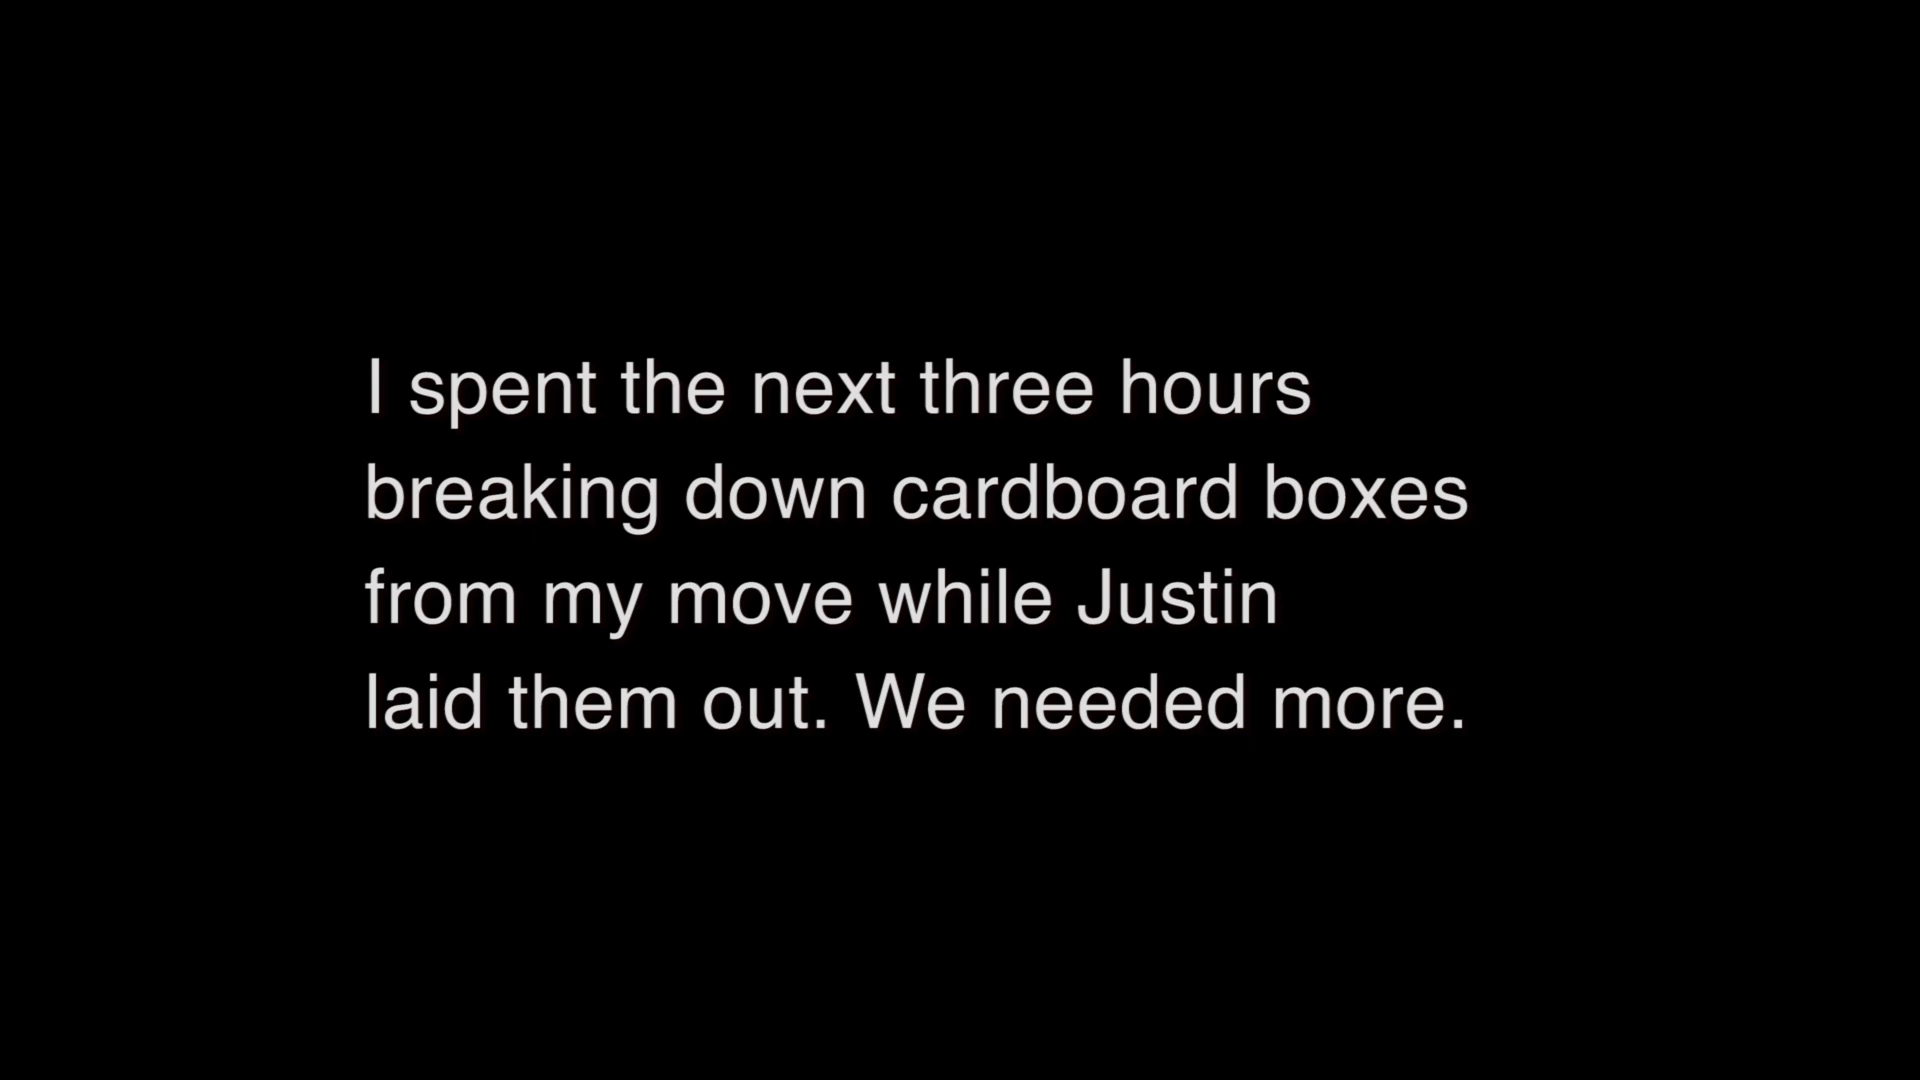 I spent the next three hours
breaking down cardboard boxes
from my move while Justin
laid them out. We needed more.